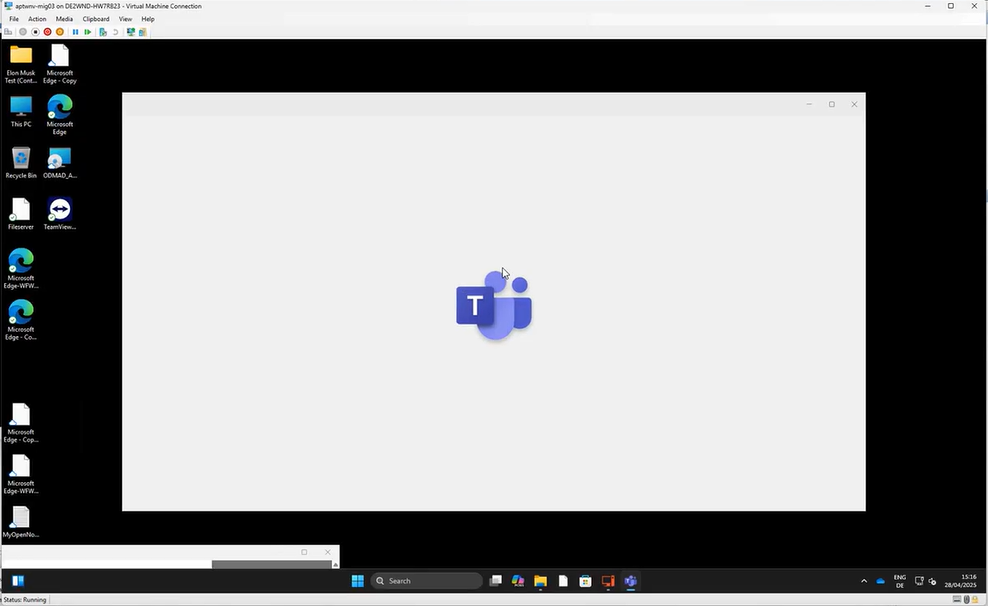 aptwnv-mig03 on DE2WND-HW7RB23 - Virtual Machine Connection
File Action Media Clipboard View Help
Elon Musk
Test (Cont...
Microsoft
Edge - Copy
This PC
Microsoft
Edge
Recycle Bin
ODMAD_A...
Fileserver
TeamView...
Microsoft
Edge-WFW...
Microsoft
Edge - Co...
T
Microsoft
Edge - Cop...
Microsoft
Edge-WFW...
MyOpenNo...
Search
ENG
DE
15:16
28/04/2025
Status: Running